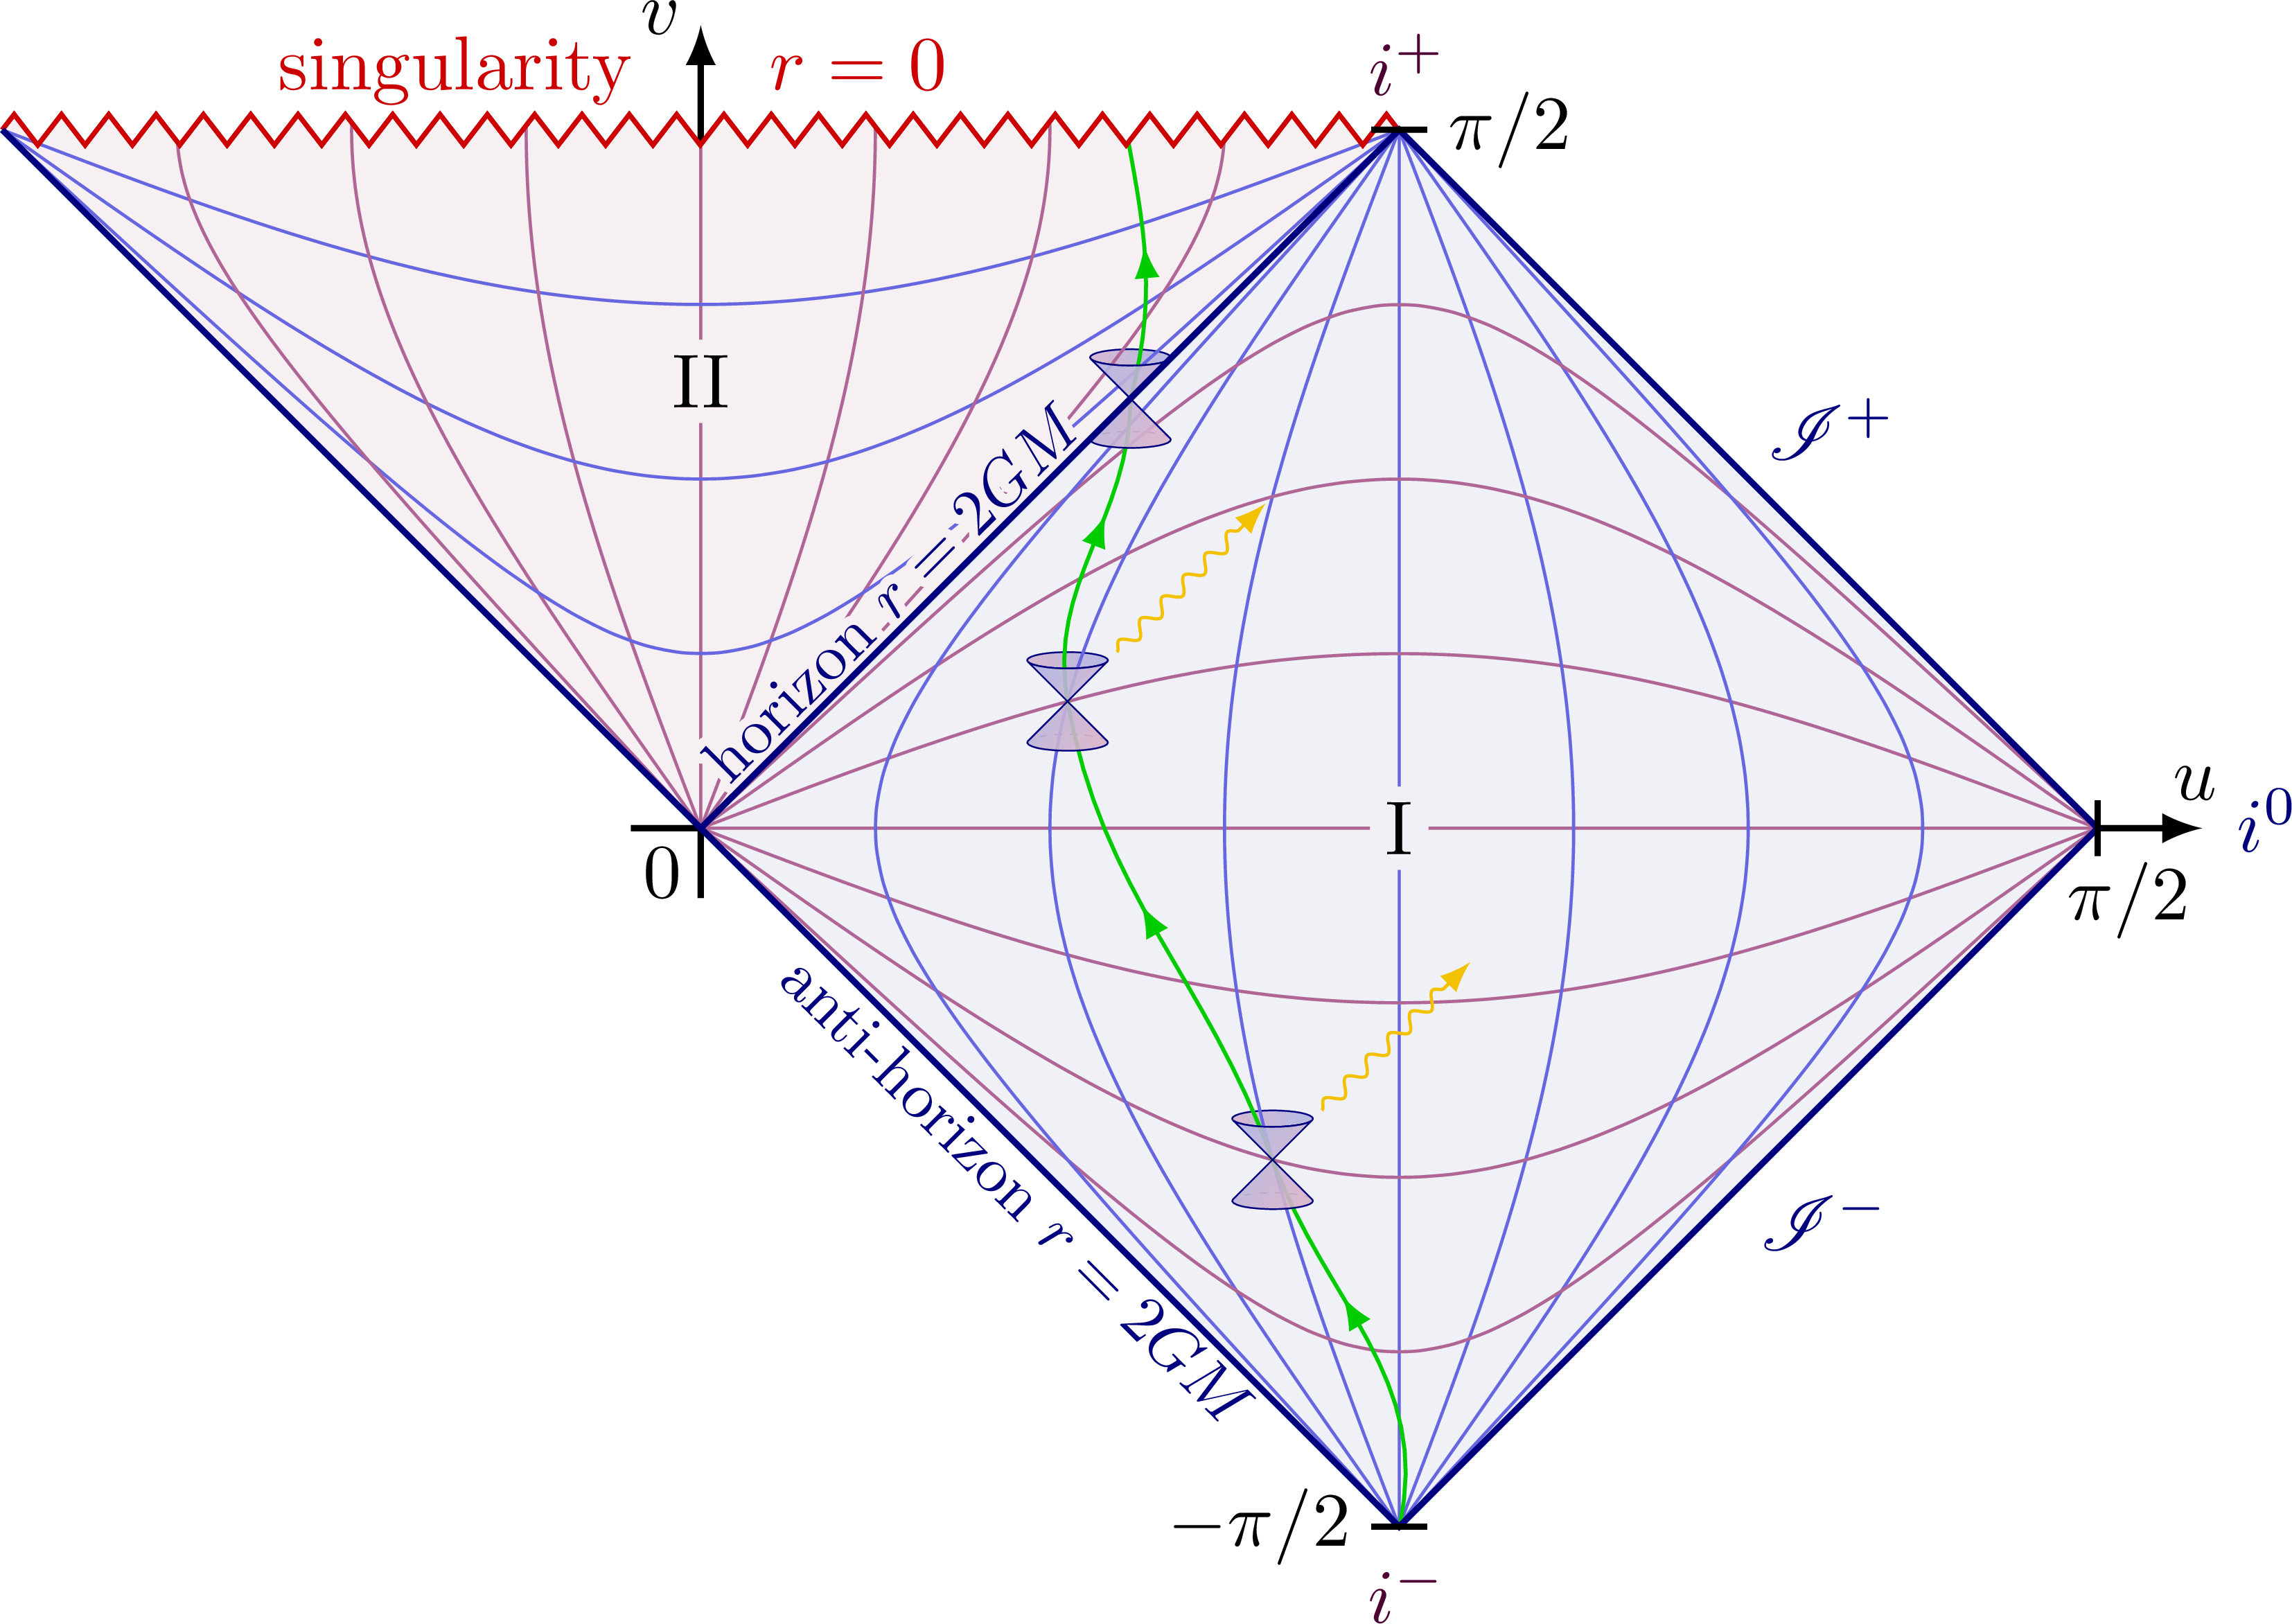 v
singularity r = 0
i⁺
π/2
II
horizon r = 2GM
𝓘⁺
I
u
i⁰
0
π/2
anti-horizon r = 2GM
𝓘⁻
−π/2
i⁻